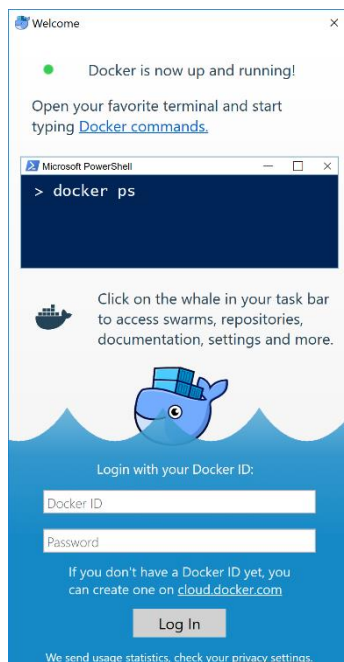 Welcome
Docker is now up and running!
Open your favorite terminal and start
typing Docker commands.
Microsoft PowerShell
> docker ps
Click on the whale in your task bar
to access swarms, repositories,
documentation, settings and more.
Login with your Docker ID:
Docker ID
Password
If you don't have a Docker ID yet, you
can create one on cloud.docker.com
Log In
We send usage statistics, check your privacy settings.